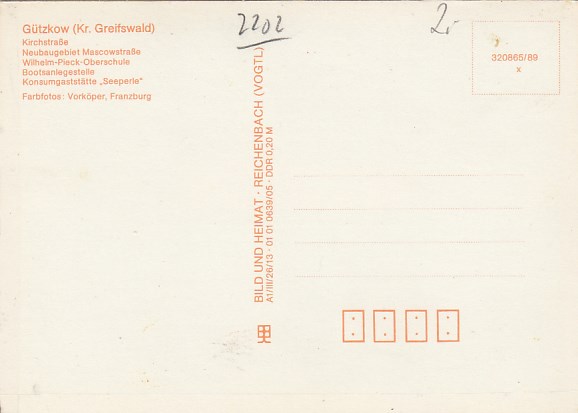 Gützkow (Kr. Greifswald)
Kirchstraße
Neubaugebiet Mascowstraße
Wilhelm-Pieck-Oberschule
Bootsanlegestelle
Konsumgaststätte „Seeperle“
Farbfotos: Vorköper, Franzburg
2202
2,-
320865/89
x
BILD UND HEIMAT · REICHENBACH (VOGTL)
A1/III/26/13 · 01 01 0639/05 · DDR 0,20 M